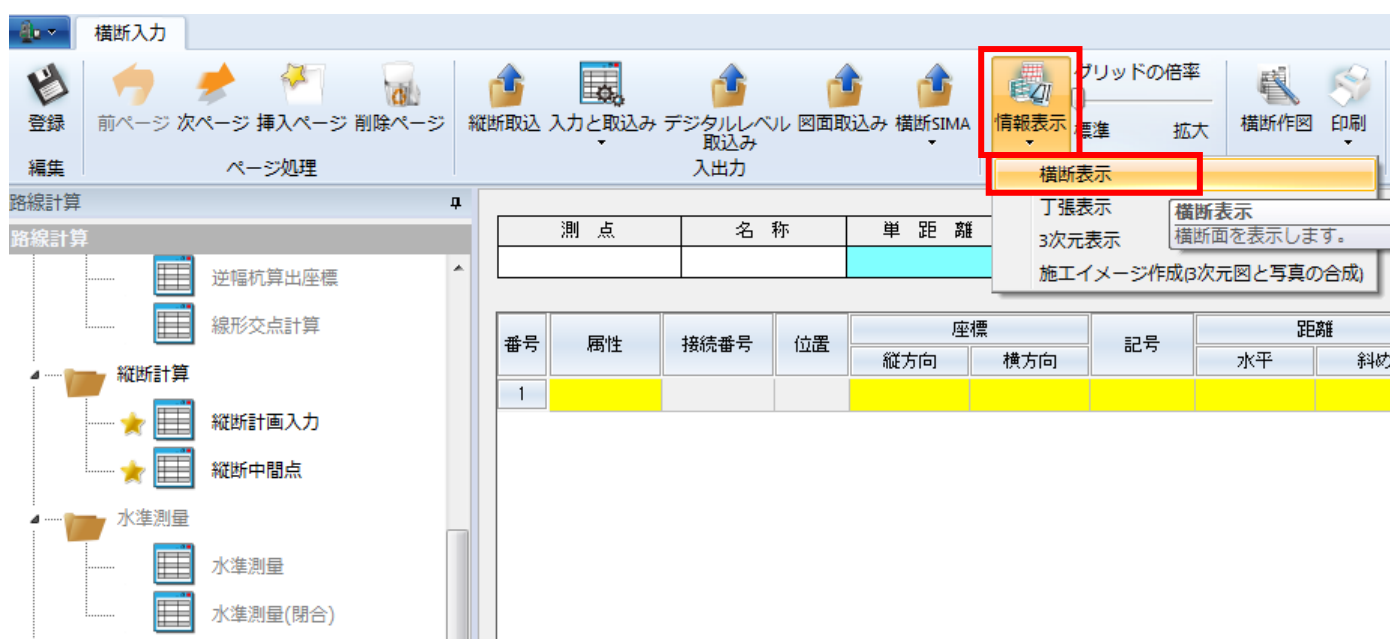 横断入力
登録
前ページ
次ページ
挿入ページ
削除ページ
縦断取込
入力と取込み
デジタルレベル
取込み
図面取込み
横断SIMA
情報表示
グリッドの倍率
標準
拡大
横断作図
印刷
編集
ページ処理
入出力
横断表示
丁張表示
3次元表示
施工イメージ作成(3次元図と写真の合成)
横断表示
横断面を表示します。
路線計算
路線計算
逆幅杭算出座標
線形交点計算
縦断計算
縦断計画入力
縦断中間点
水準測量
水準測量
水準測量(閉合)
測 点
名 称
単 距 離
番号
属性
接続番号
位置
座標
縦方向
横方向
記号
距離
水平
斜め
1